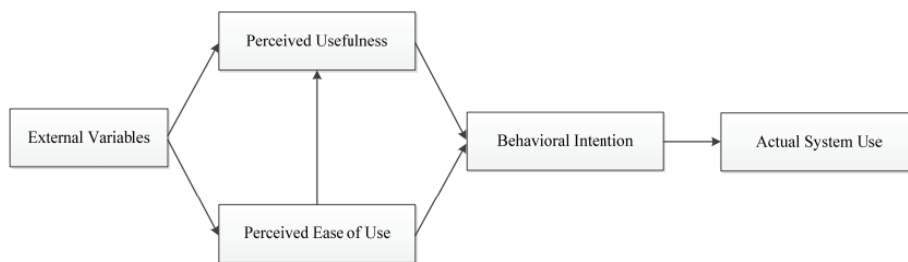 Perceived Usefulness
External Variables
Behavioral Intention
Actual System Use
Perceived Ease of Use